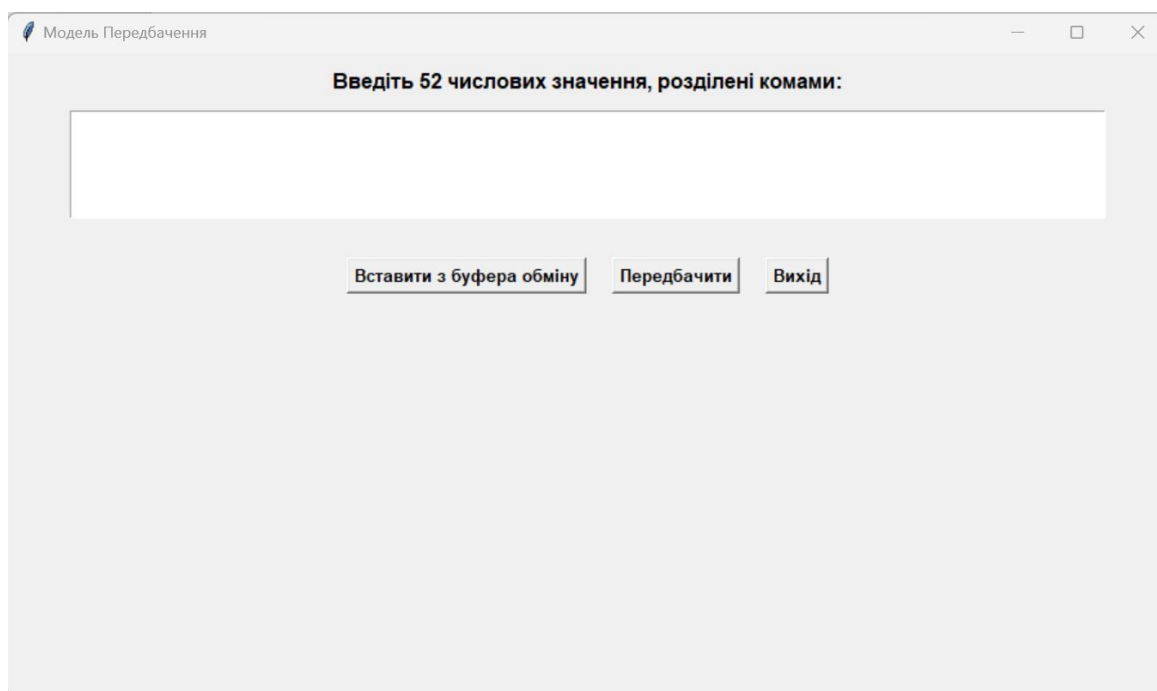 Модель Передбачення
Введіть 52 числових значення, розділені комами:
Вставити з буфера обміну Передбачити Вихід